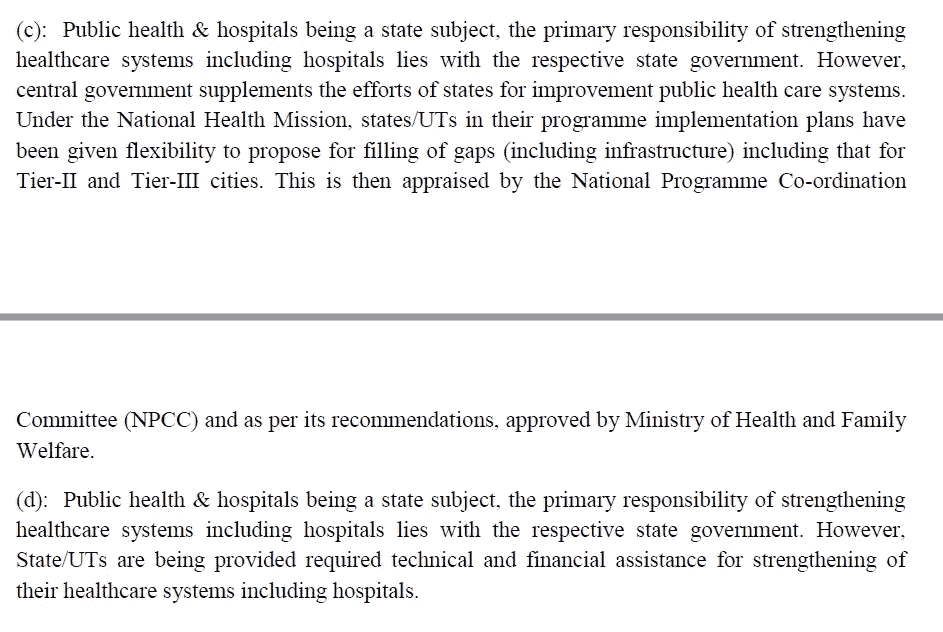 (c): Public health & hospitals being a state subject, the primary responsibility of strengthening
healthcare systems including hospitals lies with the respective state government. However,
central government supplements the efforts of states for improvement public health care systems.
Under the National Health Mission, states/UTs in their programme implementation plans have
been given flexibility to propose for filling of gaps (including infrastructure) including that for
Tier-II and Tier-III cities. This is then appraised by the National Programme Co-ordination
Committee (NPCC) and as per its recommendations, approved by Ministry of Health and Family
Welfare.
(d): Public health & hospitals being a state subject, the primary responsibility of strengthening
healthcare systems including hospitals lies with the respective state government. However,
State/UTs are being provided required technical and financial assistance for strengthening of
their healthcare systems including hospitals.